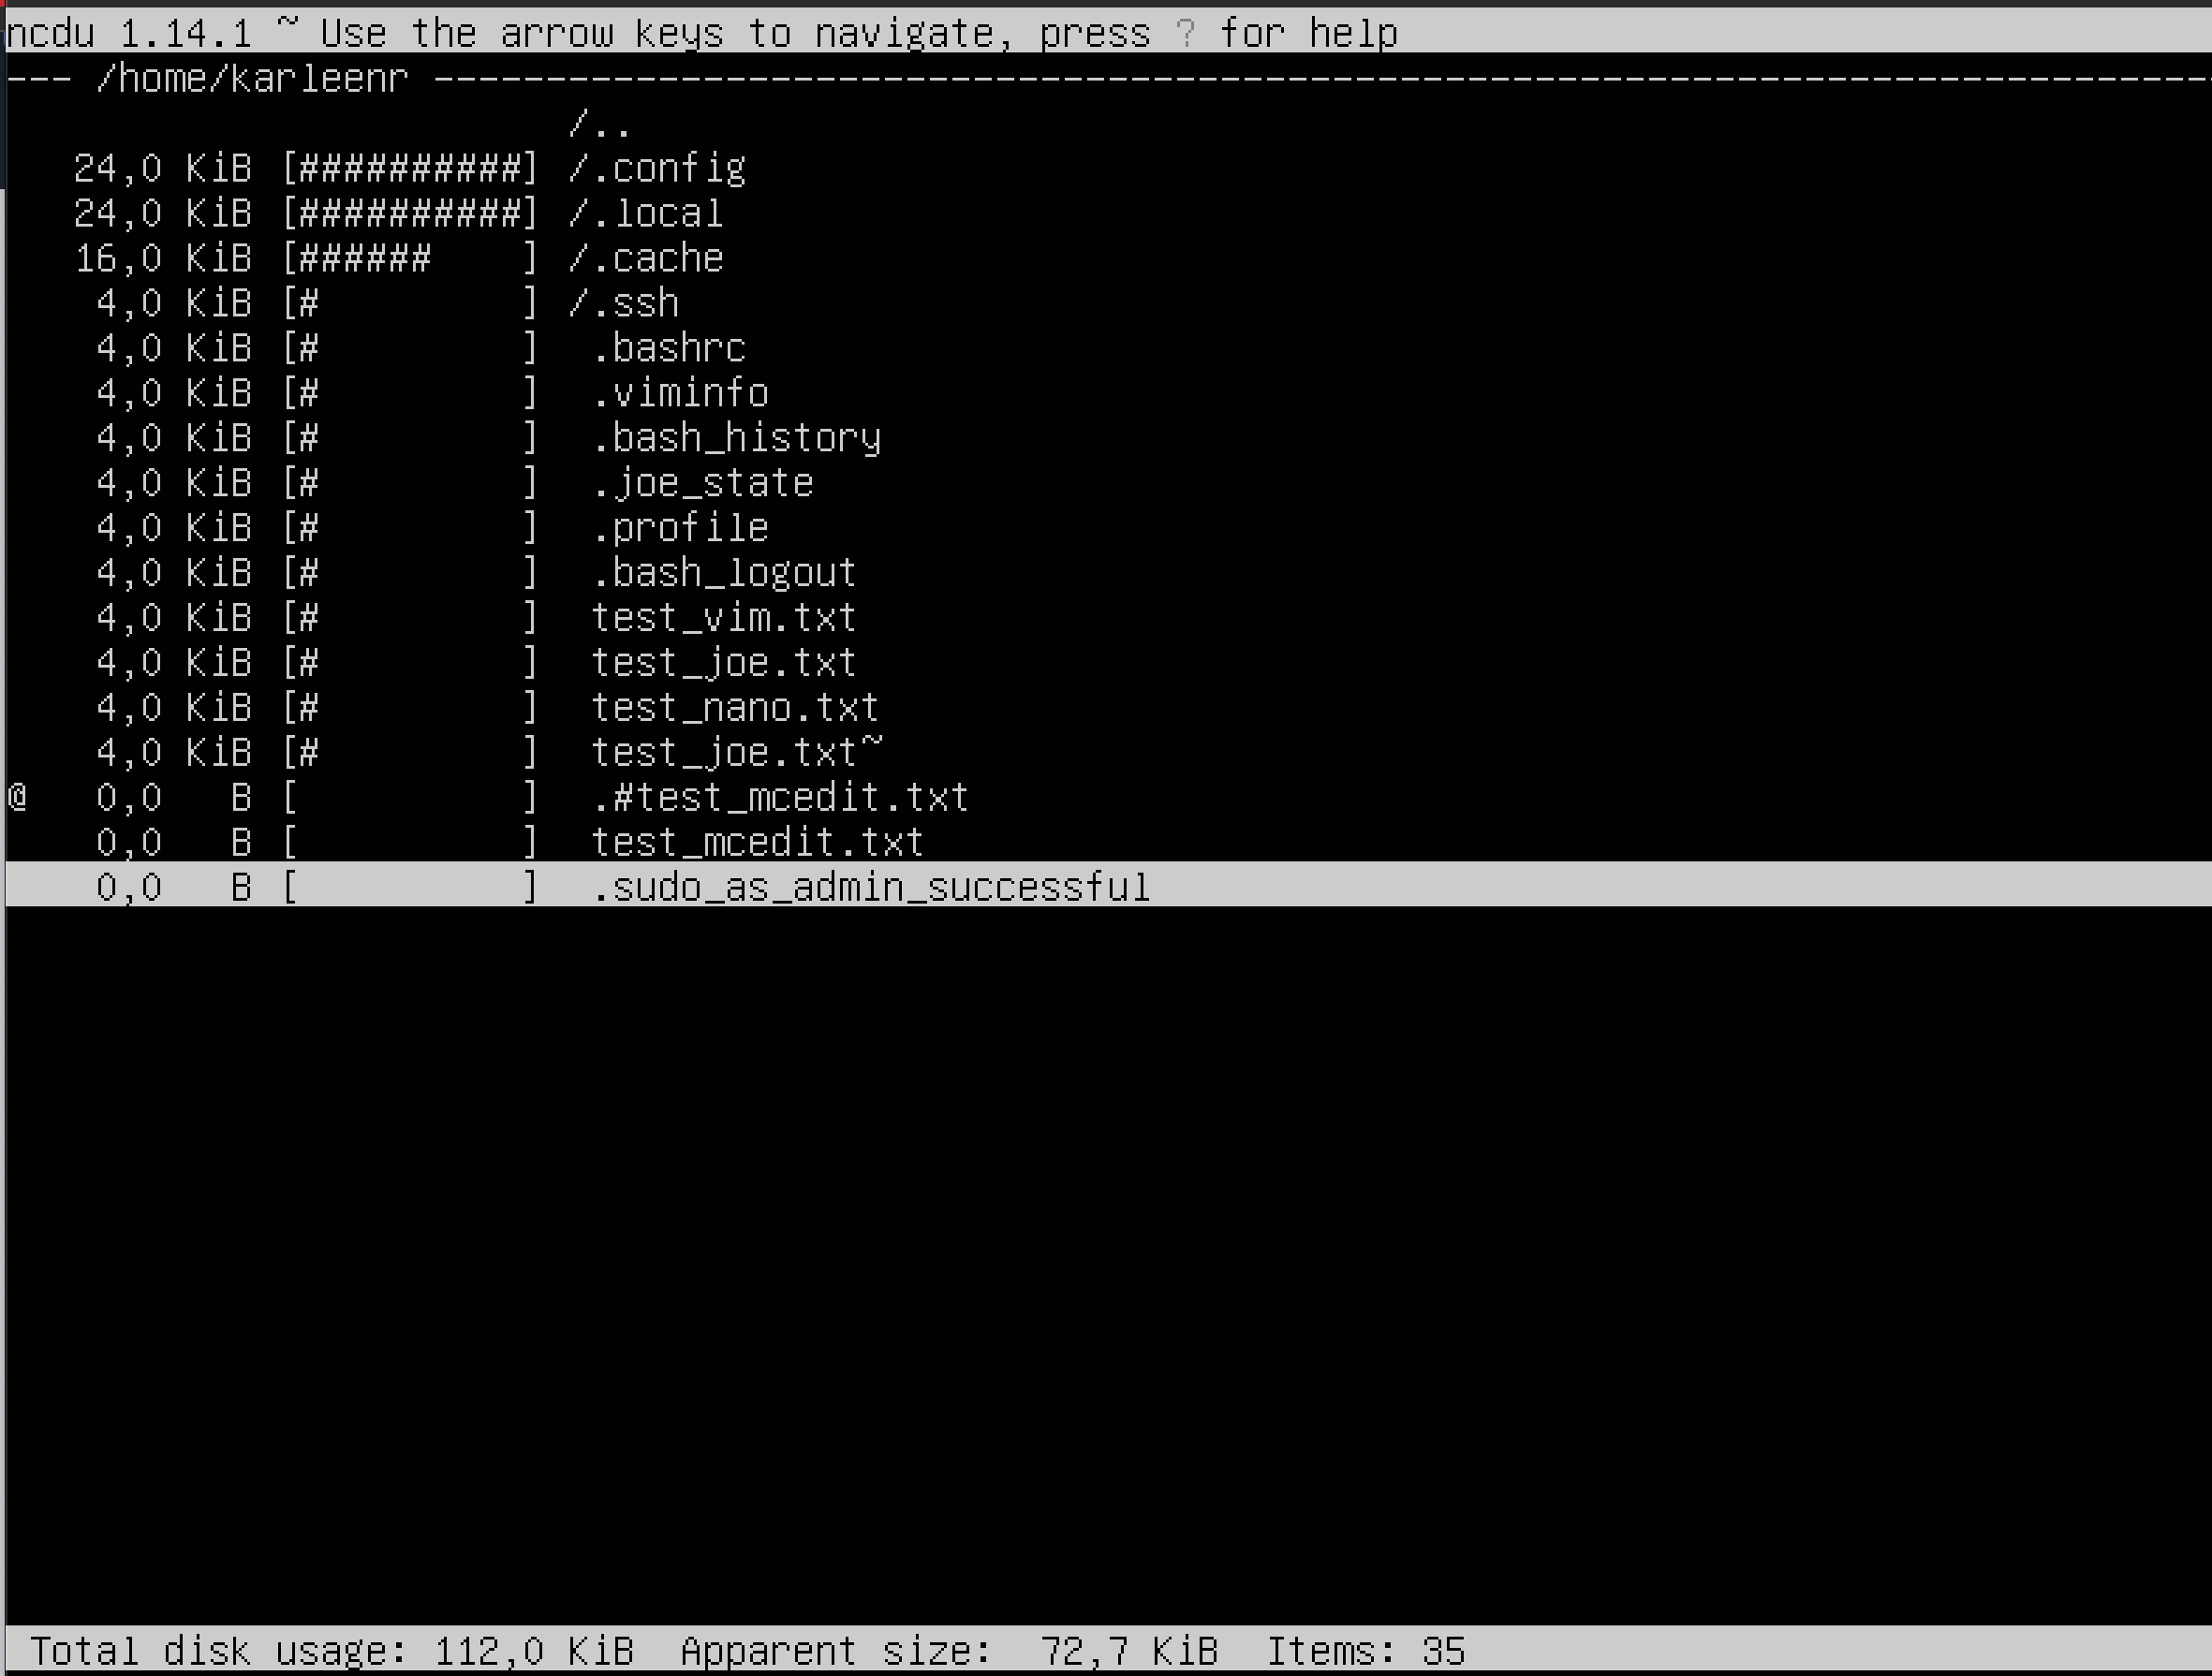 ncdu 1.14.1 ~ Use the arrow keys to navigate, press ? for help
--- /home/karleenr -------------------------------------------------------------------------------
                         /..
   24,0 KiB [##########] /.config
   24,0 KiB [##########] /.local
   16,0 KiB [######    ] /.cache
    4,0 KiB [#         ] /.ssh
    4,0 KiB [#         ]  .bashrc
    4,0 KiB [#         ]  .viminfo
    4,0 KiB [#         ]  .bash_history
    4,0 KiB [#         ]  .joe_state
    4,0 KiB [#         ]  .profile
    4,0 KiB [#         ]  .bash_logout
    4,0 KiB [#         ]  test_vim.txt
    4,0 KiB [#         ]  test_joe.txt
    4,0 KiB [#         ]  test_nano.txt
    4,0 KiB [#         ]  test_joe.txt~
@   0,0   B [          ]  .#test_mcedit.txt
    0,0   B [          ]  test_mcedit.txt
    0,0   B [          ]  .sudo_as_admin_successful
 Total disk usage: 112,0 KiB  Apparent size:  72,7 KiB  Items: 35